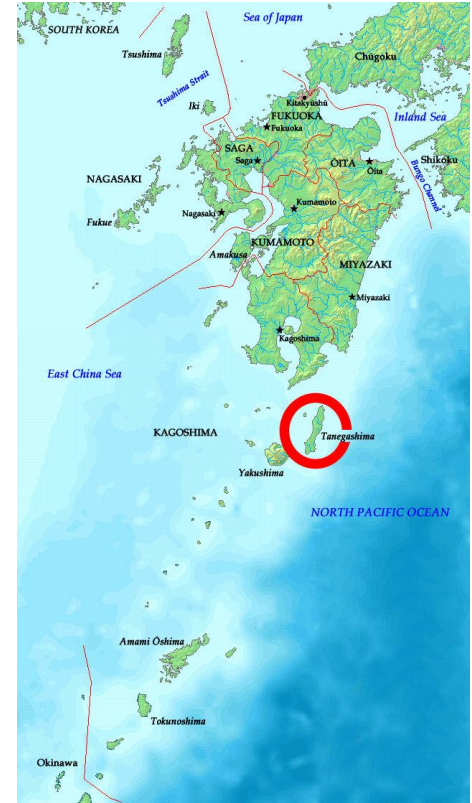 Sea of Japan
SOUTH KOREA
Tsushima
Chūgoku
Tsushima Strait
Iki
Kitakyūshū
FUKUOKA
Fukuoka
Inland Sea
SAGA
Saga
ŌITA
Ōita
Shikoku
Bungo Channel
NAGASAKI
Nagasaki
Kumamoto
Fukue
KUMAMOTO
Amakusa
MIYAZAKI
Miyazaki
Kagoshima
East China Sea
KAGOSHIMA
Tanegashima
Yakushima
NORTH PACIFIC OCEAN
Amami Ōshima
Tokunoshima
Okinawa